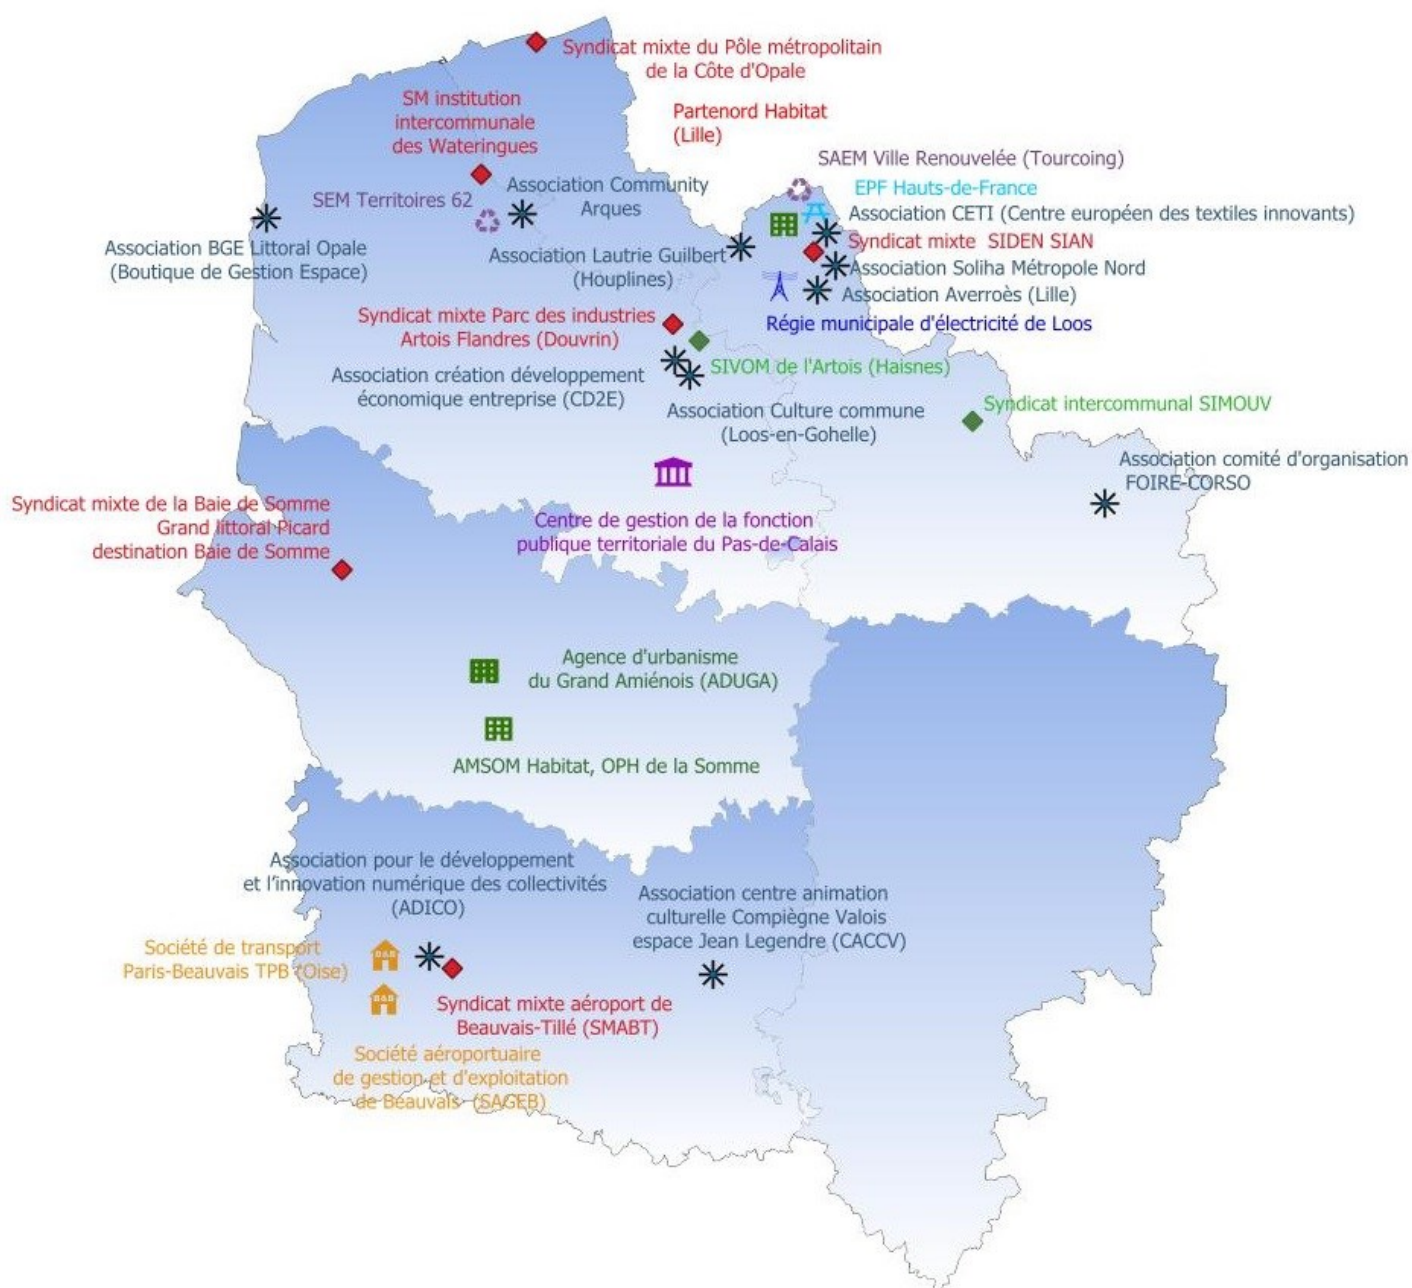 Syndicat mixte du Pôle métropolitain
de la Côte d'Opale
SM institution
intercommunale
des Wateringues
Partenord Habitat
(Lille)
SAEM Ville Renouvelée (Tourcoing)
EPF Hauts-de-France
SEM Territoires 62
Association Community
Arques
Association CETI (Centre européen des textiles innovants)
Association BGE Littoral Opale
(Boutique de Gestion Espace)
Association Lautrie Guilbert
(Houplines)
Syndicat mixte SIDEN SIAN
Association Soliha Métropole Nord
Association Averroès (Lille)
Régie municipale d'électricité de Loos
Syndicat mixte Parc des industries
Artois Flandres (Douvrin)
SIVOM de l'Artois (Haisnes)
Association création développement
économique entreprise (CD2E)
Association Culture commune
(Loos-en-Gohelle)
Syndicat intercommunal SIMOUV
Association comité d'organisation
FOIRE-CORSO
Syndicat mixte de la Baie de Somme
Grand littoral Picard
destination Baie de Somme
Centre de gestion de la fonction
publique territoriale du Pas-de-Calais
Agence d'urbanisme
du Grand Amiénois (ADUGA)
AMSOM Habitat, OPH de la Somme
Association pour le développement
et l'innovation numérique des collectivités
(ADICO)
Association centre animation
culturelle Compiègne Valois
espace Jean Legendre (CACCV)
Société de transport
Paris-Beauvais TPB (Oise)
B&B
B&B
Syndicat mixte aéroport de
Beauvais-Tillé (SMABT)
Société aéroportuaire
de gestion et d'exploitation
de Beauvais (SAGEB)